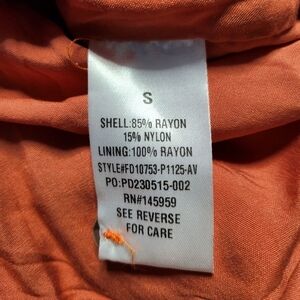 S
SHELL:85% RAYON
15% NYLON
LINING:100% RAYON
STYLE#FD10753-P1125-AV
PO:PD230515-002
RN#145959
SEE REVERSE
FOR CARE